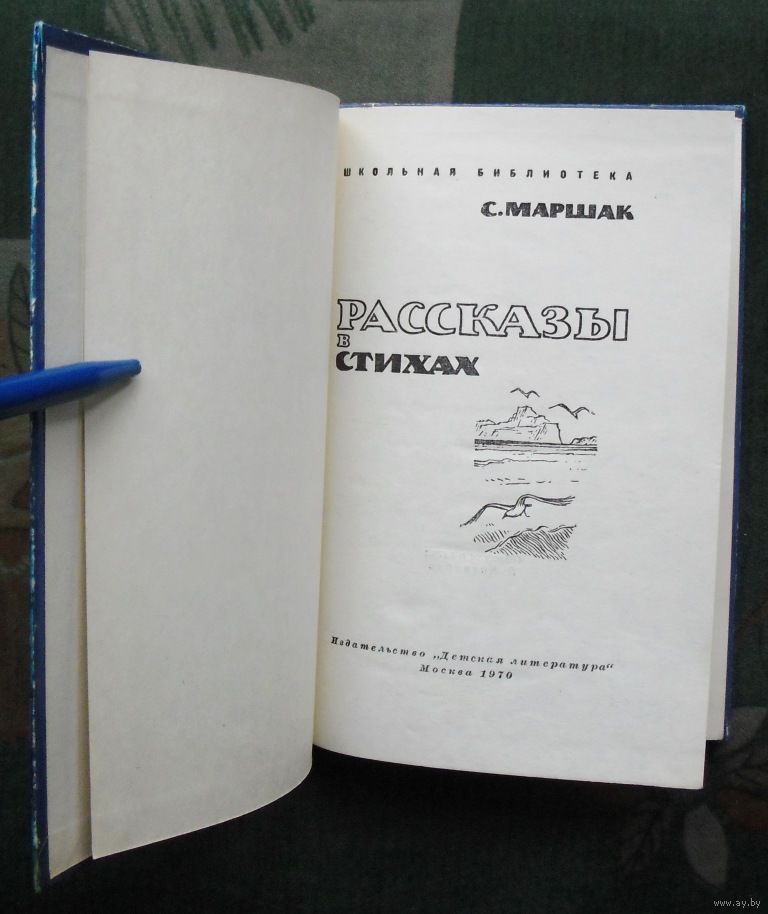 ШКОЛЬНАЯ БИБЛИОТЕКА
С. МАРШАК
РАССКАЗЫ
В
СТИХАХ
Издательство „Детская литература“
Москва 1970
www.ay.by